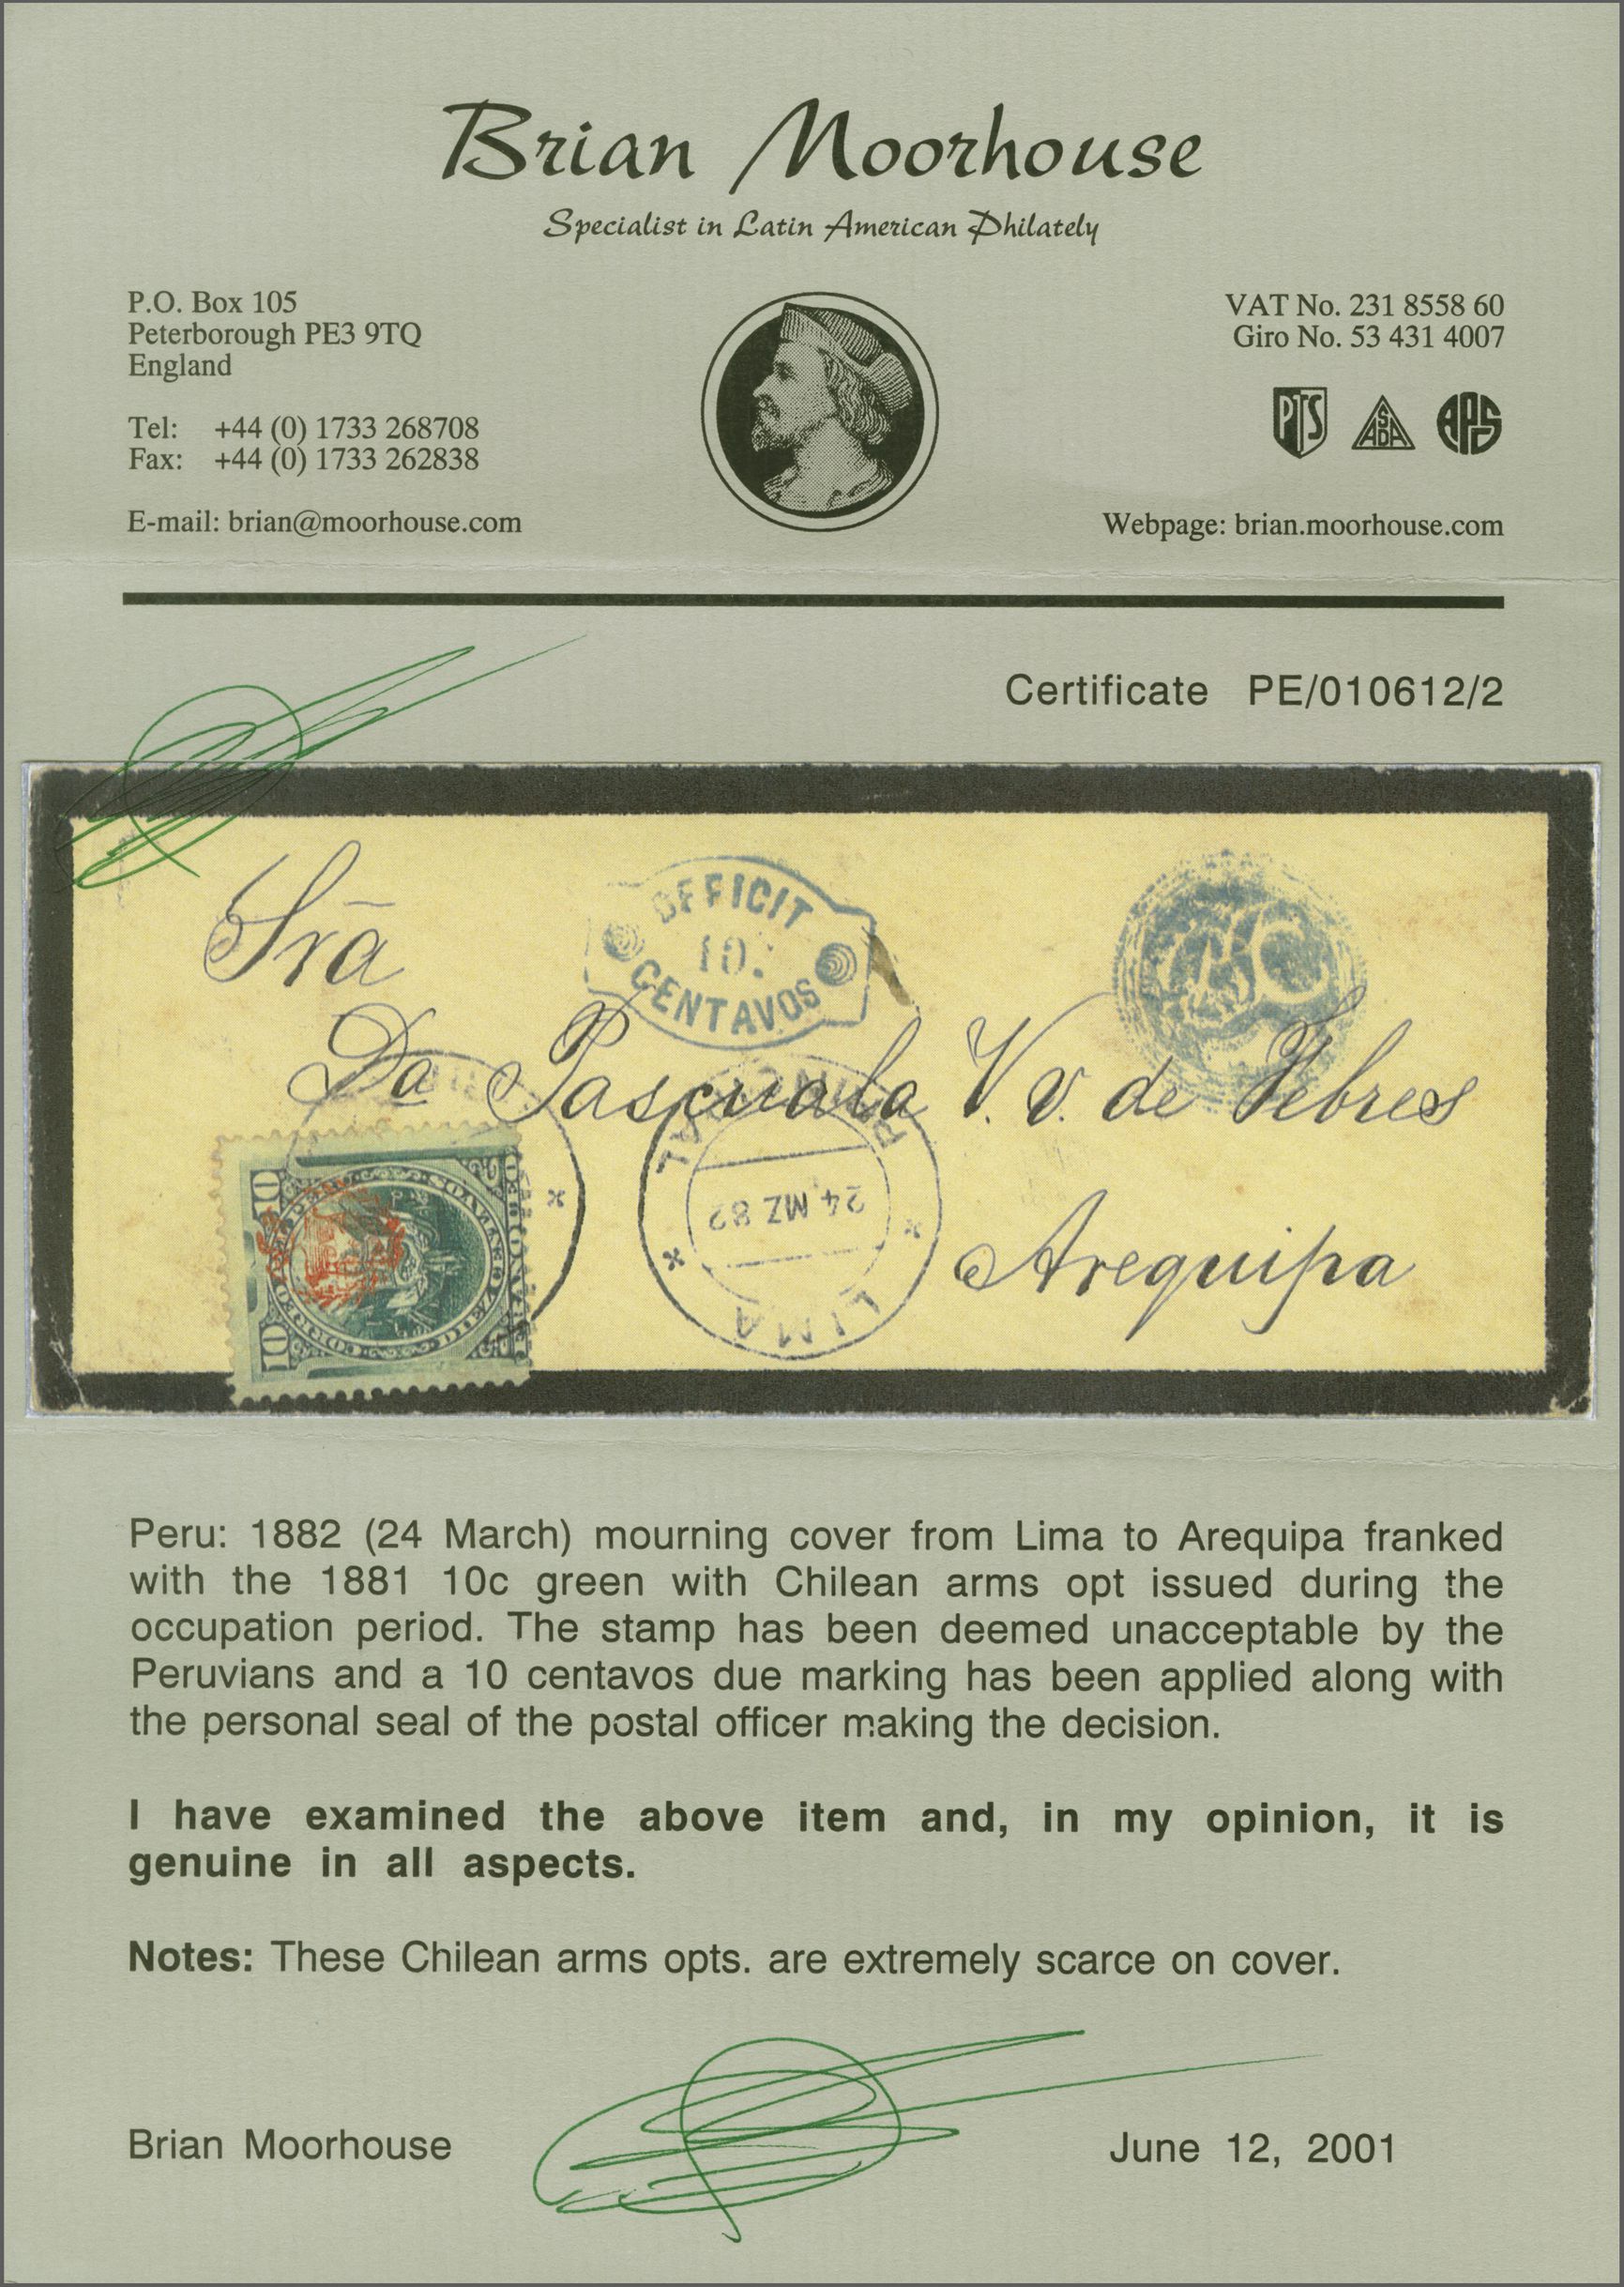 Brian Moorhouse
Specialist in Latin American Philately
P.O. Box 105
Peterborough PE3 9TQ
England
Tel: +44 (0) 1733 268708
Fax: +44 (0) 1733 262838
E-mail: brian@moorhouse.com
VAT No. 231 8558 60
Giro No. 53 431 4007
PTS ASDA APS
Webpage: brian.moorhouse.com
Certificate PE/010612/2
Sra
DEFICIT
10.
CENTAVOS
Da Pascuala V. v. de Febres
Arequipa
PRINCIPAL
24 MZ 82
LIMA
10
10
Peru: 1882 (24 March) mourning cover from Lima to Arequipa franked
with the 1881 10c green with Chilean arms opt issued during the
occupation period. The stamp has been deemed unacceptable by the
Peruvians and a 10 centavos due marking has been applied along with
the personal seal of the postal officer making the decision.
I have examined the above item and, in my opinion, it is
genuine in all aspects.
Notes: These Chilean arms opts. are extremely scarce on cover.
Brian Moorhouse
June 12, 2001